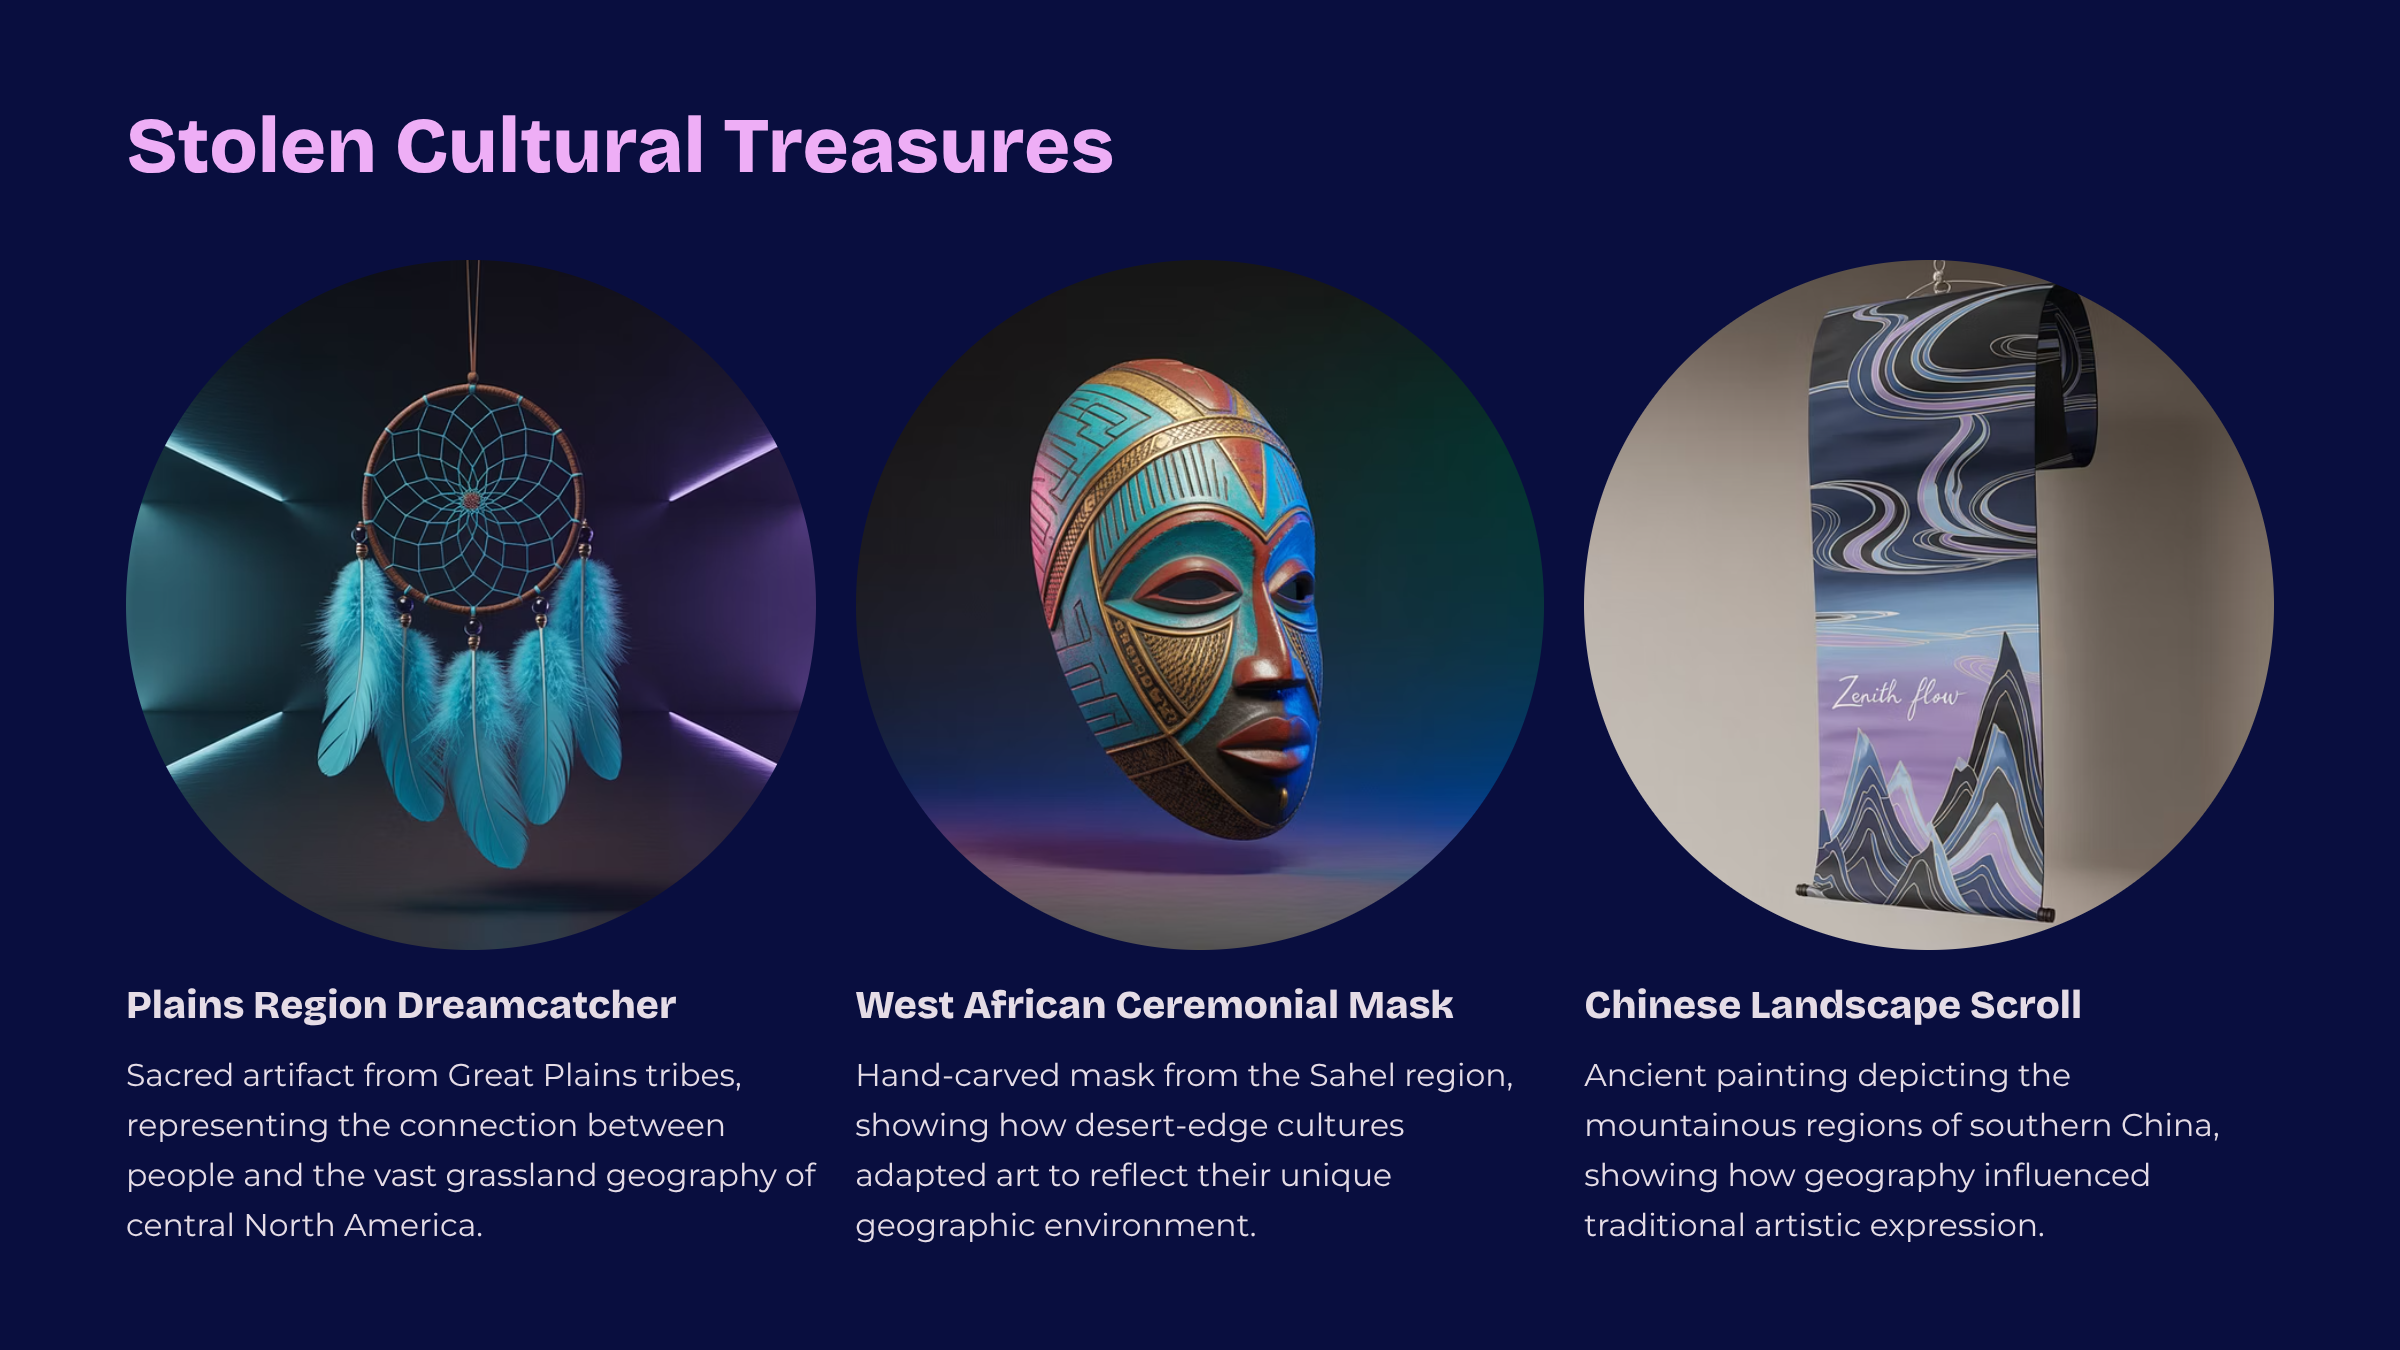 Stolen Cultural Treasures
Zenith flow
Plains Region Dreamcatcher
Sacred artifact from Great Plains tribes,
representing the connection between
people and the vast grassland geography of
central North America.
West African Ceremonial Mask
Hand-carved mask from the Sahel region,
showing how desert-edge cultures
adapted art to reflect their unique
geographic environment.
Chinese Landscape Scroll
Ancient painting depicting the
mountainous regions of southern China,
showing how geography influenced
traditional artistic expression.